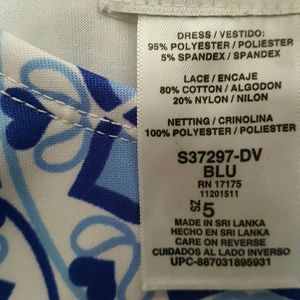 DRESS / VESTIDO:
95% POLYESTER / POLIESTER
5% SPANDEX / SPANDEX
LACE / ENCAJE
80% COTTON / ALGODON
20% NYLON / NILON
NETTING / CRINOLINA
100% POLYESTER / POLIESTER
S37297-DV
BLU
RN 17175
11201511
SZ 5
MADE IN SRI LANKA
HECHO EN SRI LANKA
CARE ON REVERSE
CUIDADOS AL LADO INVERSO
UPC-887031895931